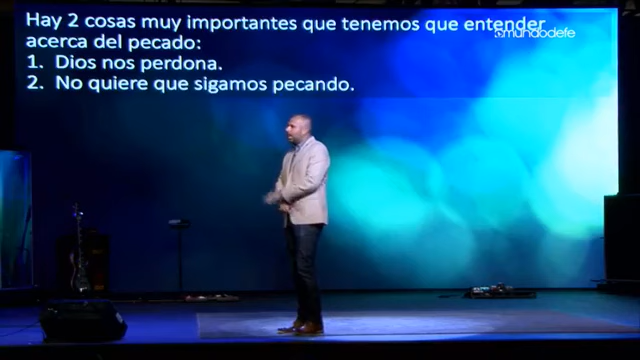 Hay 2 cosas muy importantes que tenemos que entender
acerca del pecado:
1. Dios nos perdona.
2. No quiere que sigamos pecando.
mundodefe